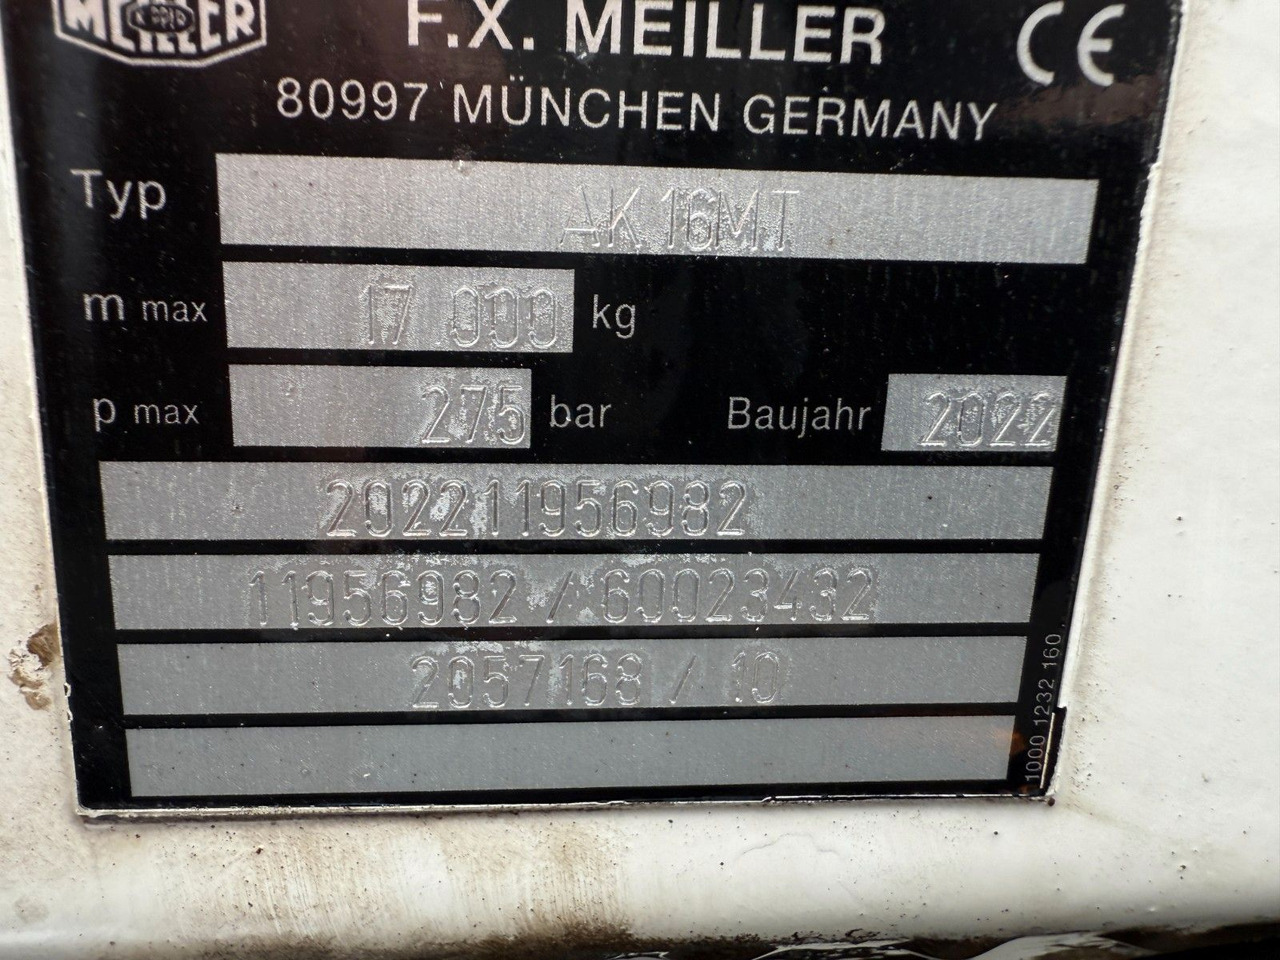 MEILLER
KIPPER
F.X. MEILLER CE
80997 MÜNCHEN GERMANY
Typ AK 16MT
m max 17 000 kg
p max 275 bar Baujahr 2022
202211956982
11956982 / 60023432
2057168 / 10
1000 1232 160